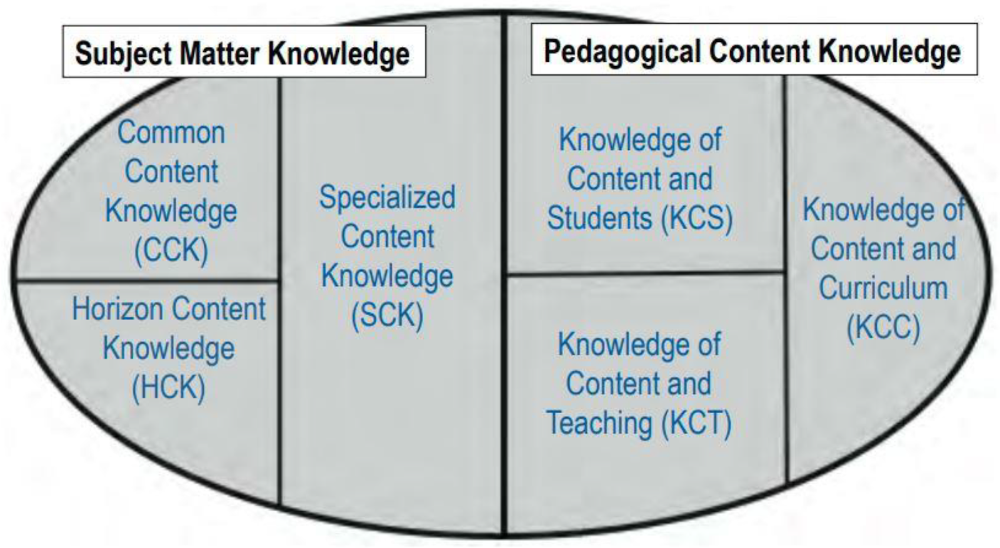 Subject Matter Knowledge
Pedagogical Content Knowledge
Common
Content
Knowledge
(CCK)
Horizon Content
Knowledge
(HCK)
Specialized
Content
Knowledge
(SCK)
Knowledge of
Content and
Students (KCS)
Knowledge of
Content and
Teaching (KCT)
Knowledge of
Content and
Curriculum
(KCC)